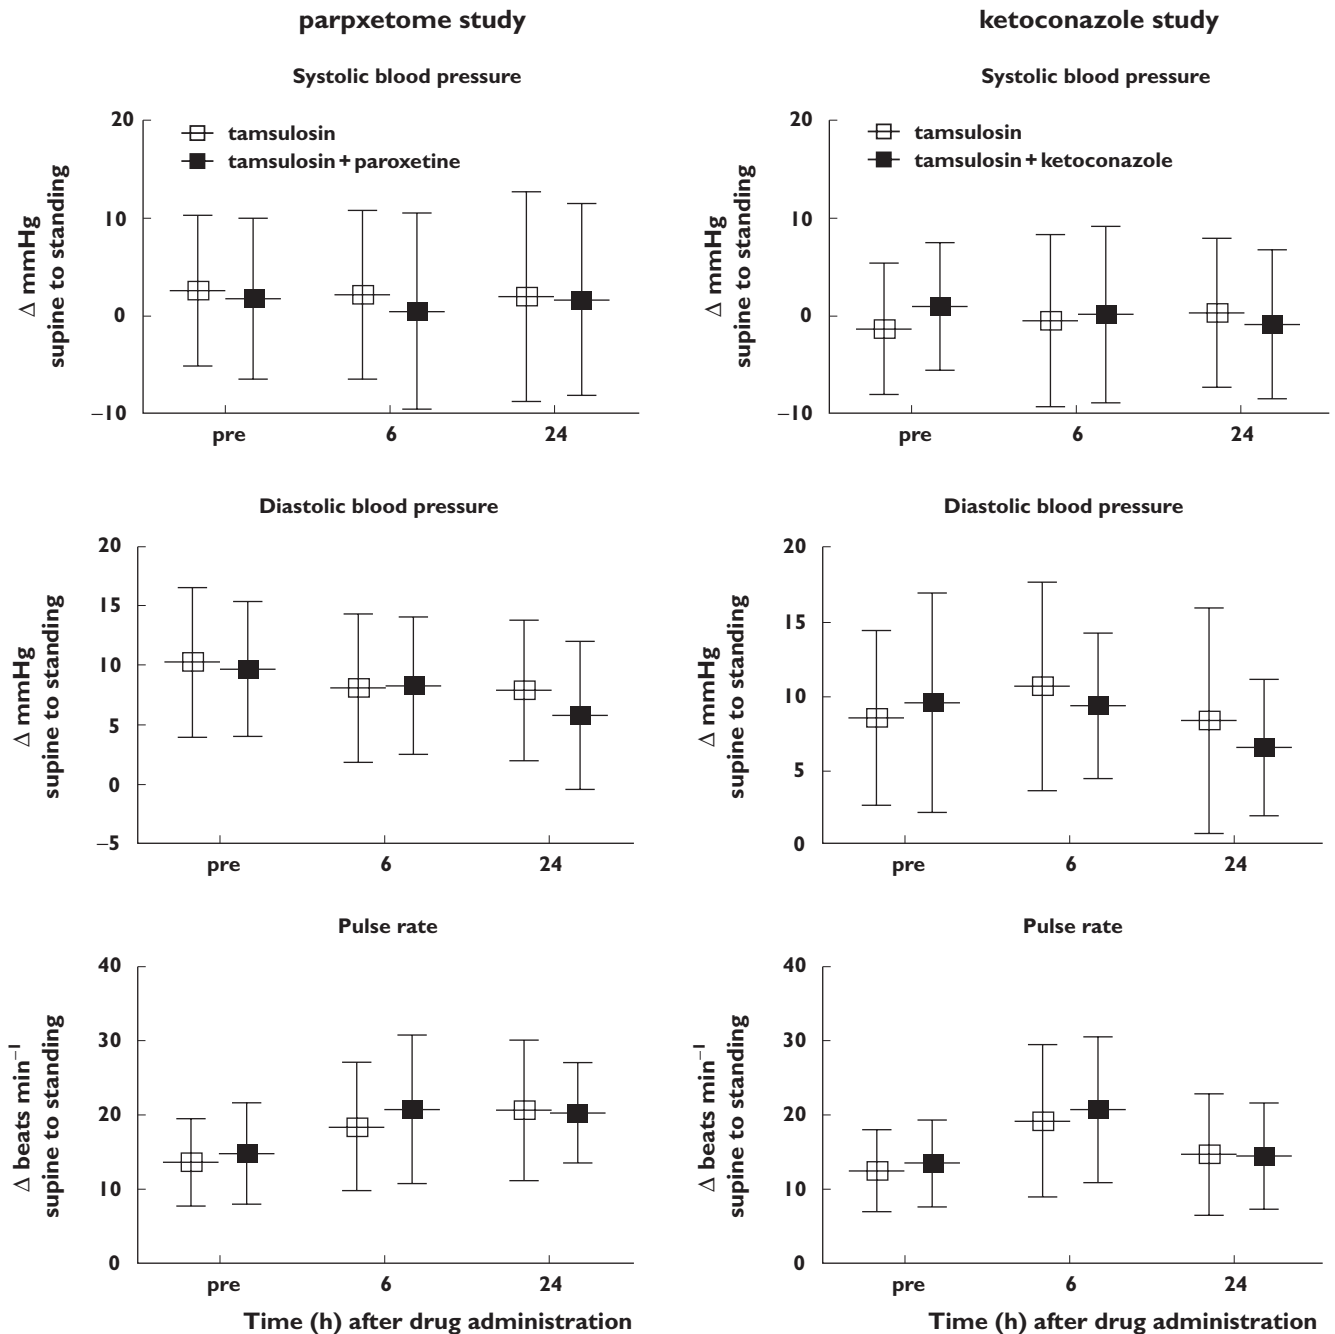 parpxetome study
Systolic blood pressure
tamsulosin
tamsulosin + paroxetine
Δ mmHg
supine to standing
20
10
0
–10
pre 6 24
Diastolic blood pressure
Δ mmHg
supine to standing
20
15
10
5
0
–5
pre 6 24
Pulse rate
Δ beats min–1
supine to standing
40
30
20
10
0
pre 6 24
Time (h) after drug administration
ketoconazole study
Systolic blood pressure
tamsulosin
tamsulosin + ketoconazole
Δ mmHg
supine to standing
20
10
0
–10
pre 6 24
Diastolic blood pressure
Δ mmHg
supine to standing
20
15
10
5
0
pre 6 24
Pulse rate
Δ beats min–1
supine to standing
40
30
20
10
0
pre 6 24
Time (h) after drug administration